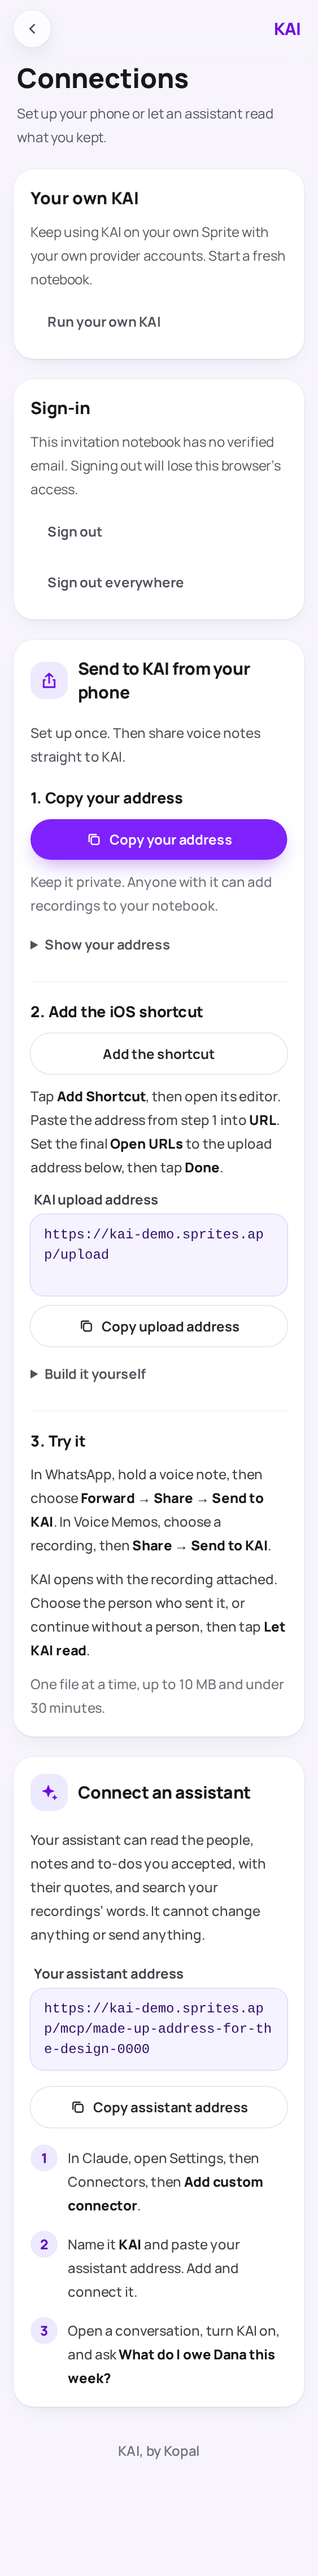 KAI
Connections
Set up your phone or let an assistant read
what you kept.
Your own KAI
Keep using KAI on your own Sprite with
your own provider accounts. Start a fresh
notebook.
Run your own KAI
Sign-in
This invitation notebook has no verified
email. Signing out will lose this browser's
access.
Sign out
Sign out everywhere
Send to KAI from your
phone
Set up once. Then share voice notes
straight to KAI.
1. Copy your address
Copy your address
Keep it private. Anyone with it can add
recordings to your notebook.
Show your address
2. Add the iOS shortcut
Add the shortcut
Tap Add Shortcut, then open its editor.
Paste the address from step 1 into URL.
Set the final Open URLs to the upload
address below, then tap Done.
KAI upload address
https://kai-demo.sprites.ap
p/upload
Copy upload address
Build it yourself
3. Try it
In WhatsApp, hold a voice note, then
choose Forward → Share → Send to
KAI. In Voice Memos, choose a
recording, then Share → Send to KAI.
KAI opens with the recording attached.
Choose the person who sent it, or
continue without a person, then tap Let
KAI read.
One file at a time, up to 10 MB and under
30 minutes.
Connect an assistant
Your assistant can read the people,
notes and to-dos you accepted, with
their quotes, and search your
recordings' words. It cannot change
anything or send anything.
Your assistant address
https://kai-demo.sprites.ap
p/mcp/made-up-address-for-th
e-design-0000
Copy assistant address
1 In Claude, open Settings, then
Connectors, then Add custom
connector.
2 Name it KAI and paste your
assistant address. Add and
connect it.
3 Open a conversation, turn KAI on,
and ask What do I owe Dana this
week?
KAI, by Kopal